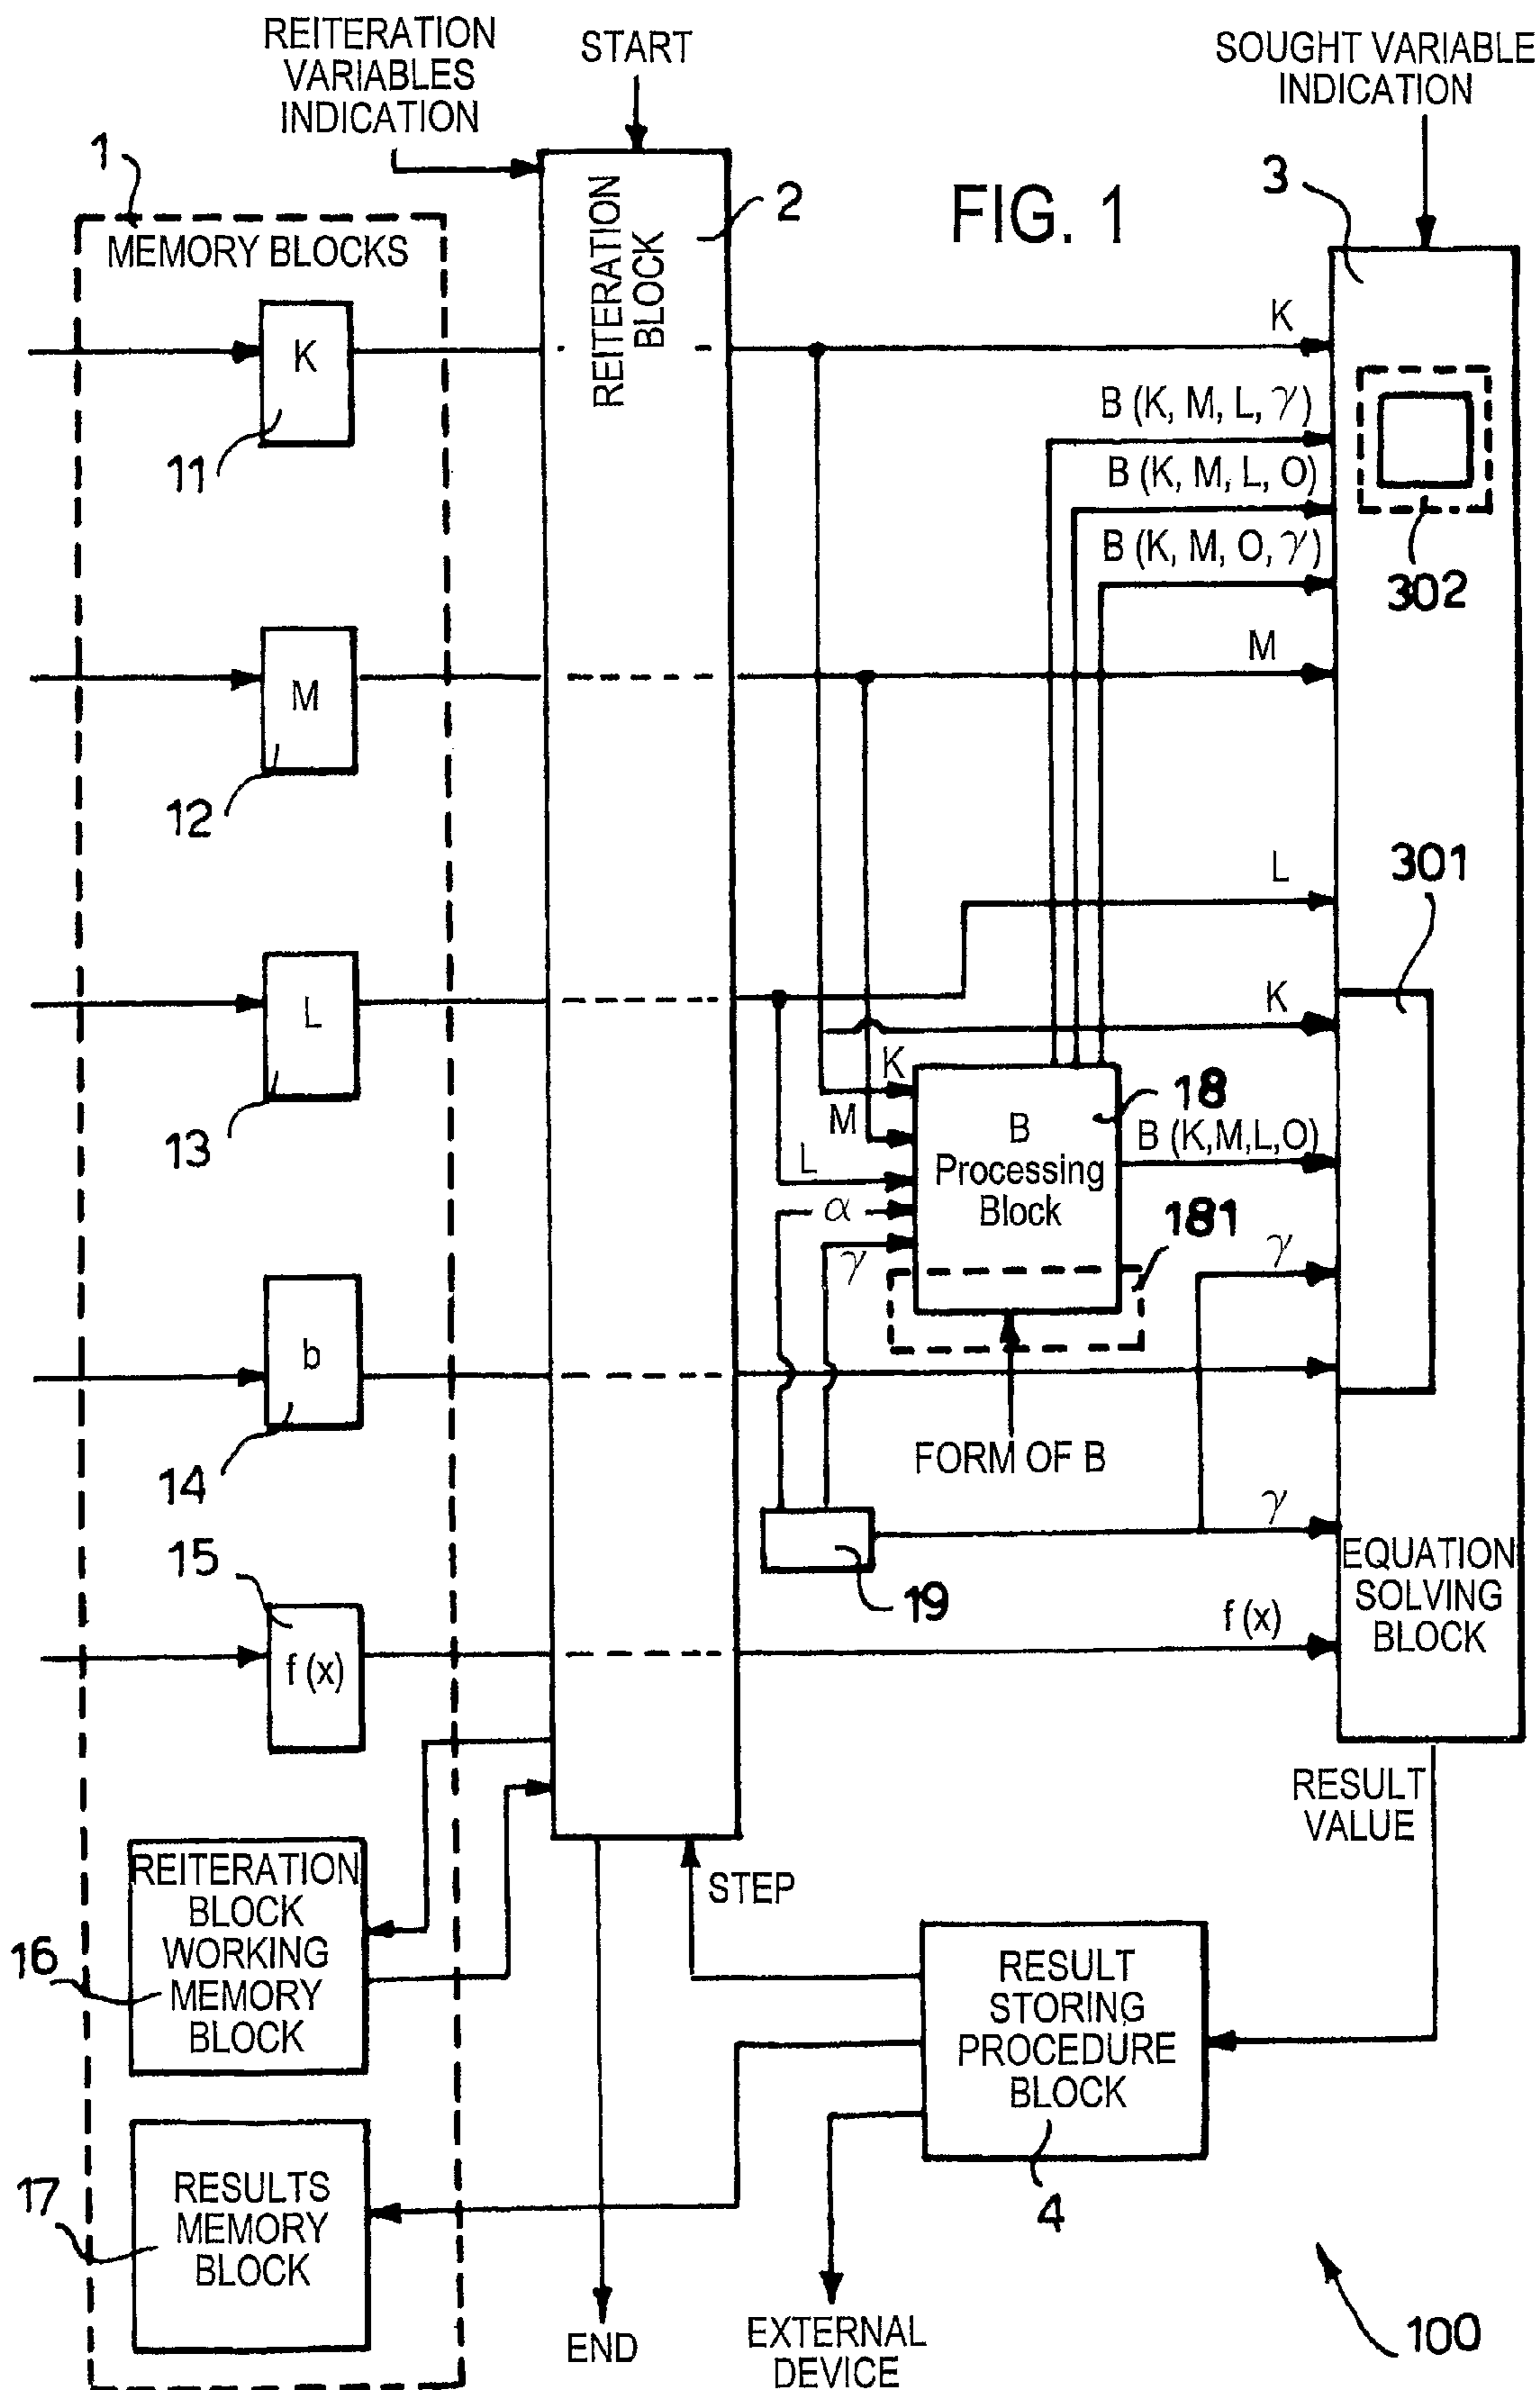 REITERATION
VARIABLES
INDICATION
START
SOUGHT VARIABLE
INDICATION
1
MEMORY BLOCKS
REITERATION
BLOCK
2
FIG. 1
3
K
11
K
B (K, M, L, γ)
B (K, M, L, O)
B (K, M, O, γ)
302
M
12
M
L
13
L
301
K
K
M
L
α
γ
B
Processing
Block
18
B (K,M,L,O)
181
γ
b
14
FORM OF B
γ
15
f (x)
19
f (x)
EQUATION
SOLVING
BLOCK
RESULT
VALUE
REITERATION
BLOCK
WORKING
MEMORY
BLOCK
16
STEP
RESULT
STORING
PROCEDURE
BLOCK
4
17
RESULTS
MEMORY
BLOCK
END
EXTERNAL
DEVICE
100